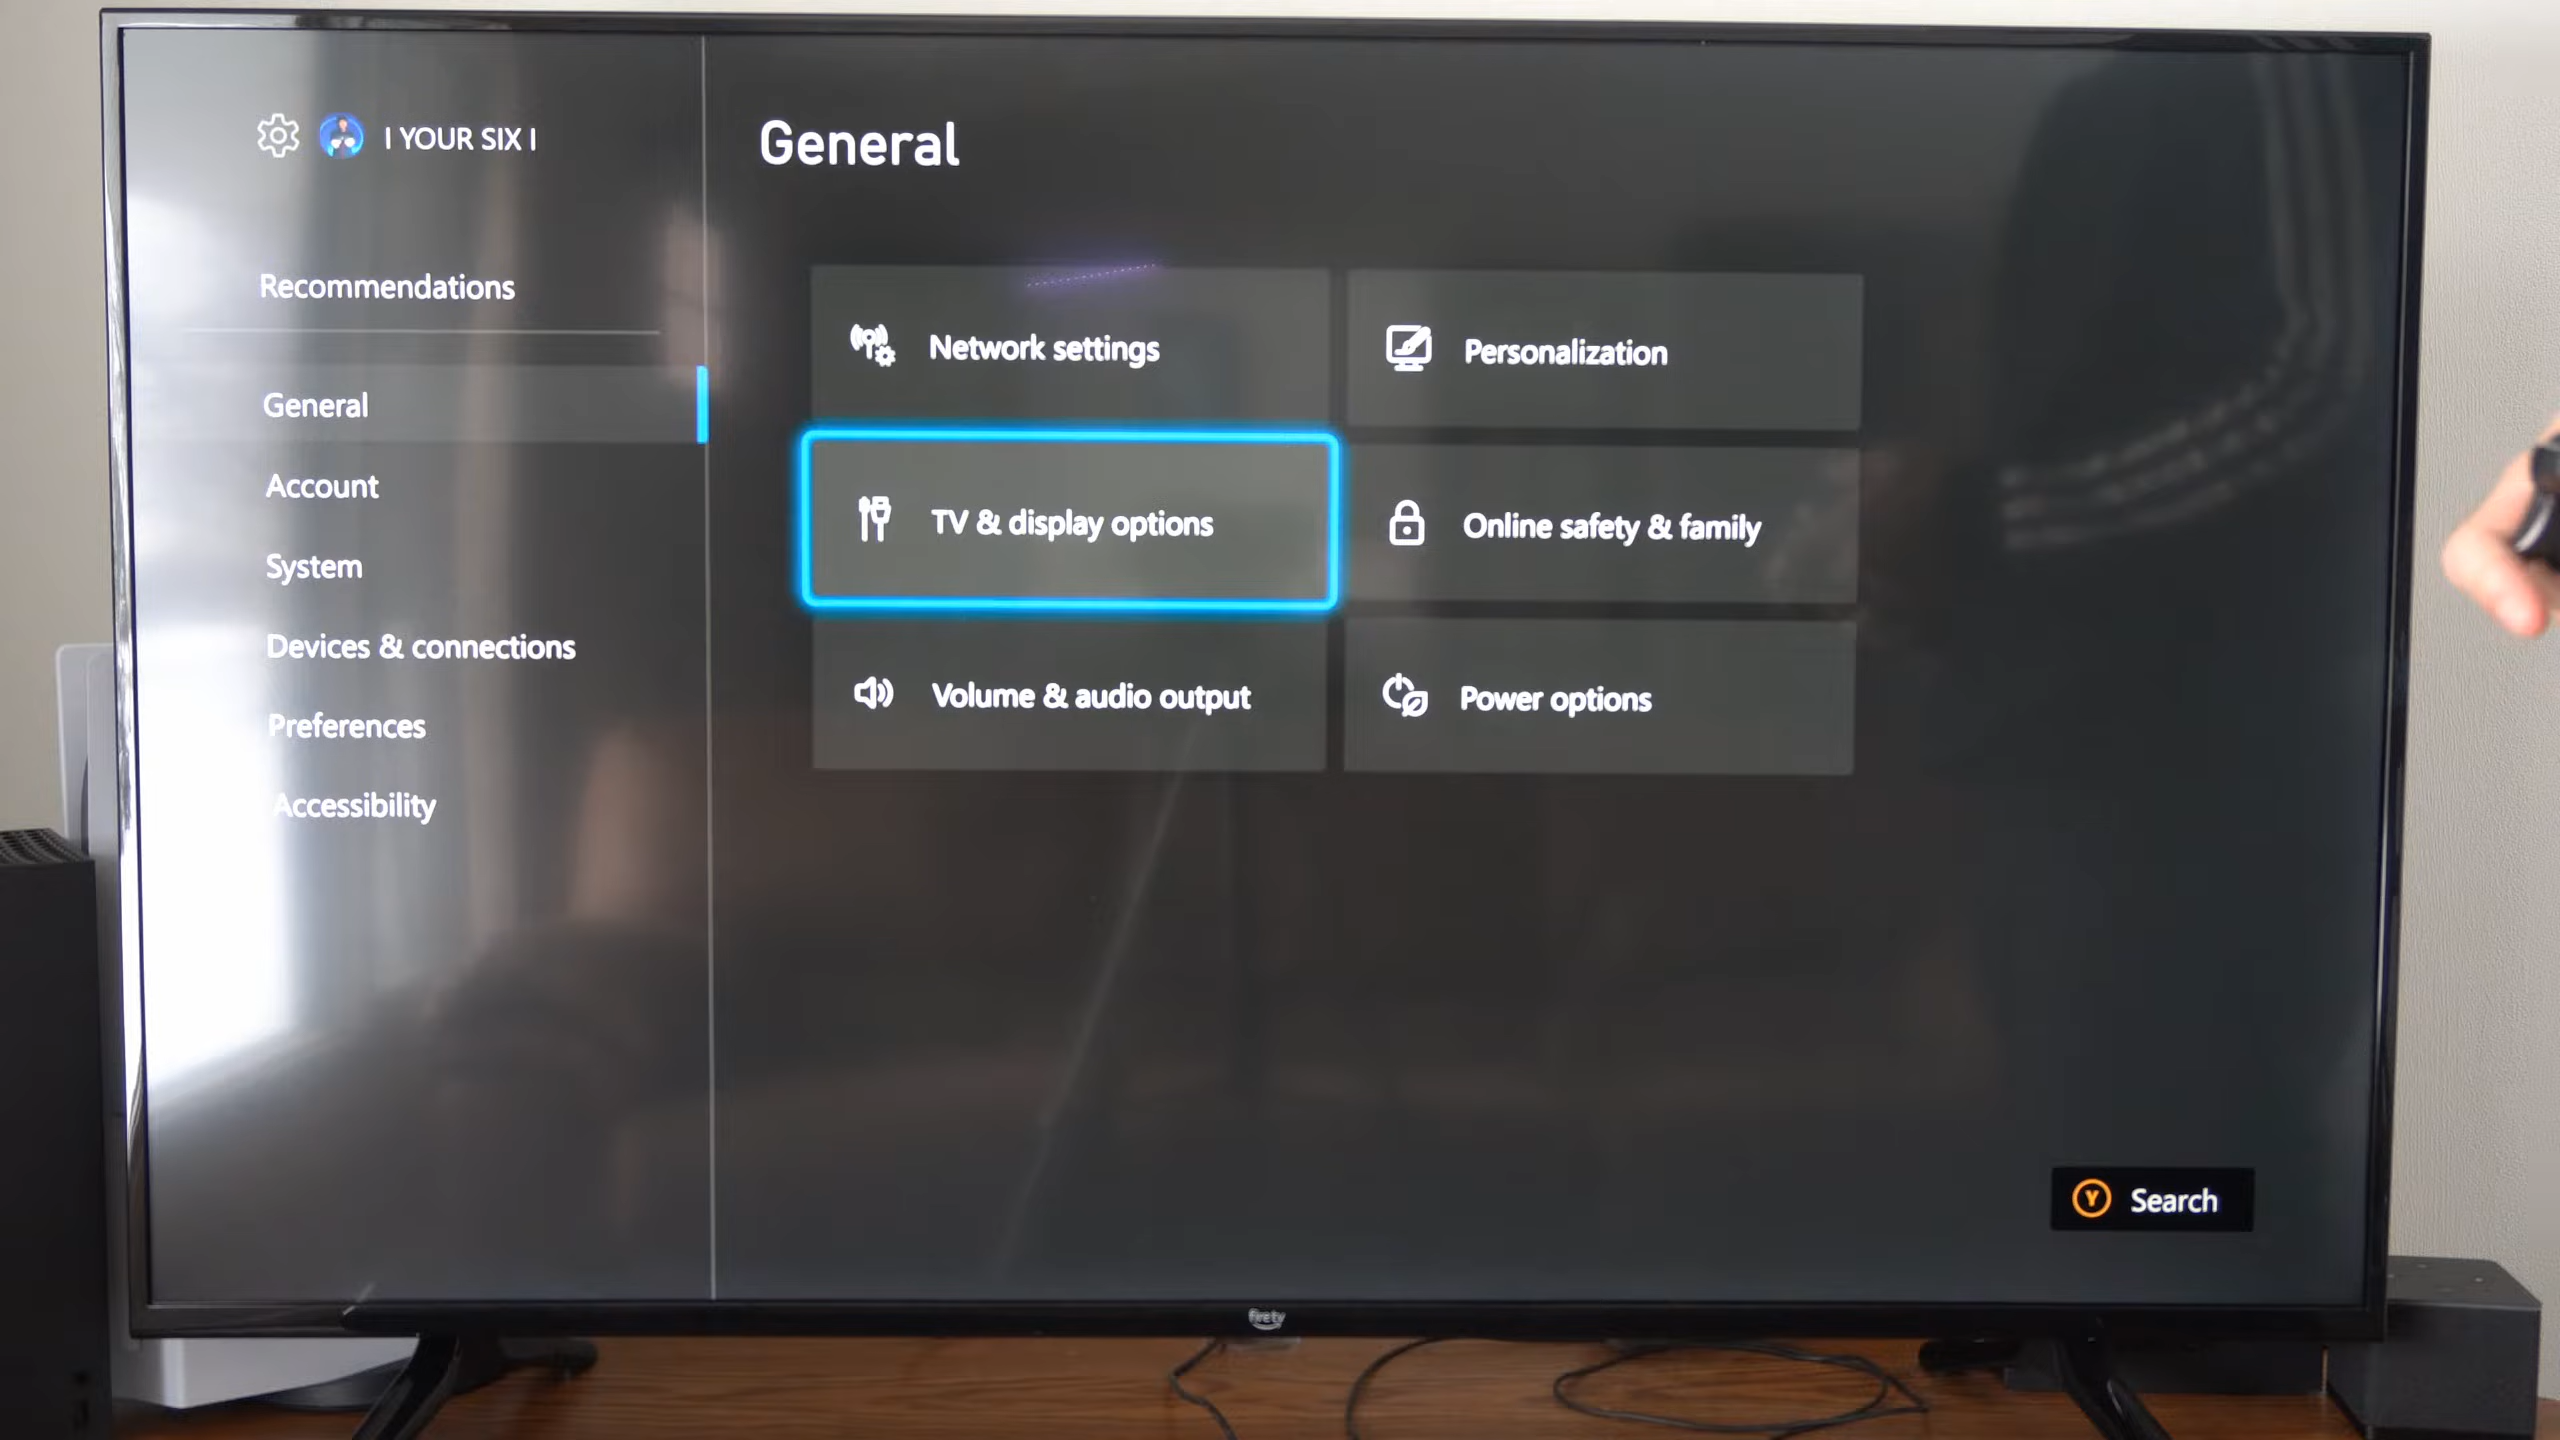 I YOUR SIX I
Recommendations
General
Account
System
Devices & connections
Preferences
Accessibility
General
Network settings
Personalization
TV & display options
Online safety & family
Volume & audio output
Power options
Y Search
firetv